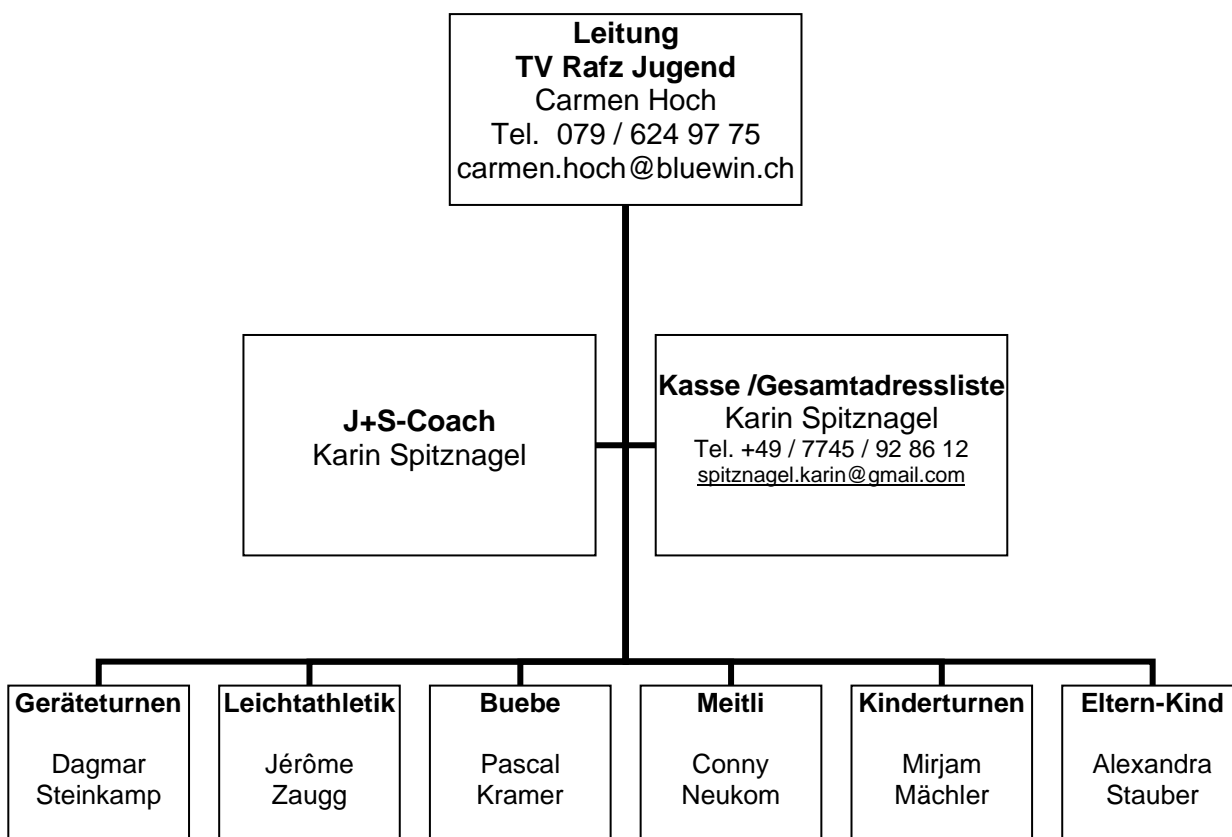 Leitung
TV Rafz Jugend
Carmen Hoch
Tel. 079 / 624 97 75
carmen.hoch@bluewin.ch
J+S-Coach
Karin Spitznagel
Kasse /Gesamtadressliste
Karin Spitznagel
Tel. +49 / 7745 / 92 86 12
spitznagel.karin@gmail.com
Geräteturnen
Dagmar
Steinkamp
Leichtathletik
Jérôme
Zaugg
Buebe
Pascal
Kramer
Meitli
Conny
Neukom
Kinderturnen
Mirjam
Mächler
Eltern-Kind
Alexandra
Stauber